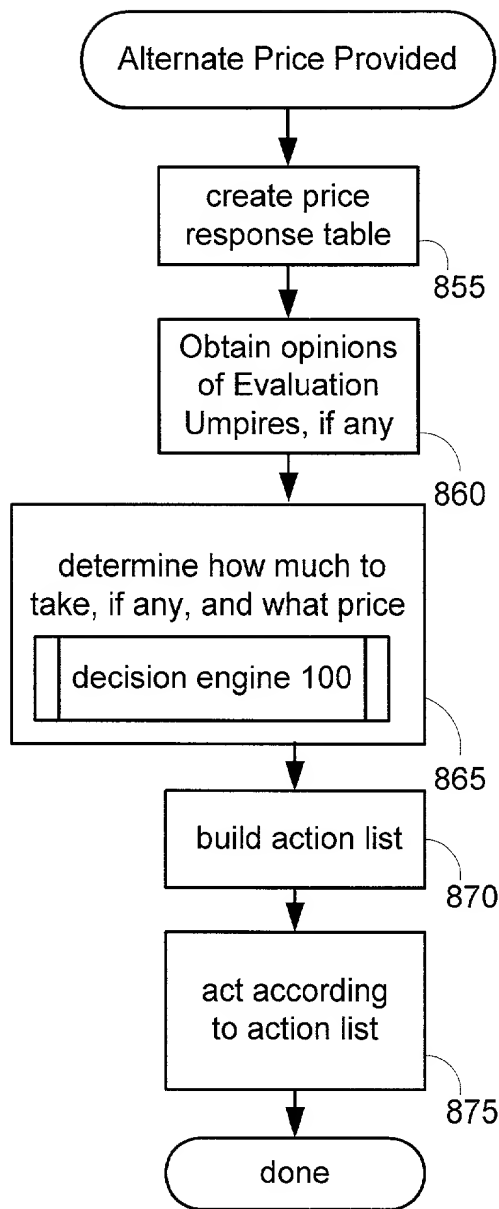 Alternate Price Provided
create price
response table
855
Obtain opinions
of Evaluation
Umpires, if any
860
determine how much to
take, if any, and what price
decision engine 100
865
build action list
870
act according
to action list
875
done